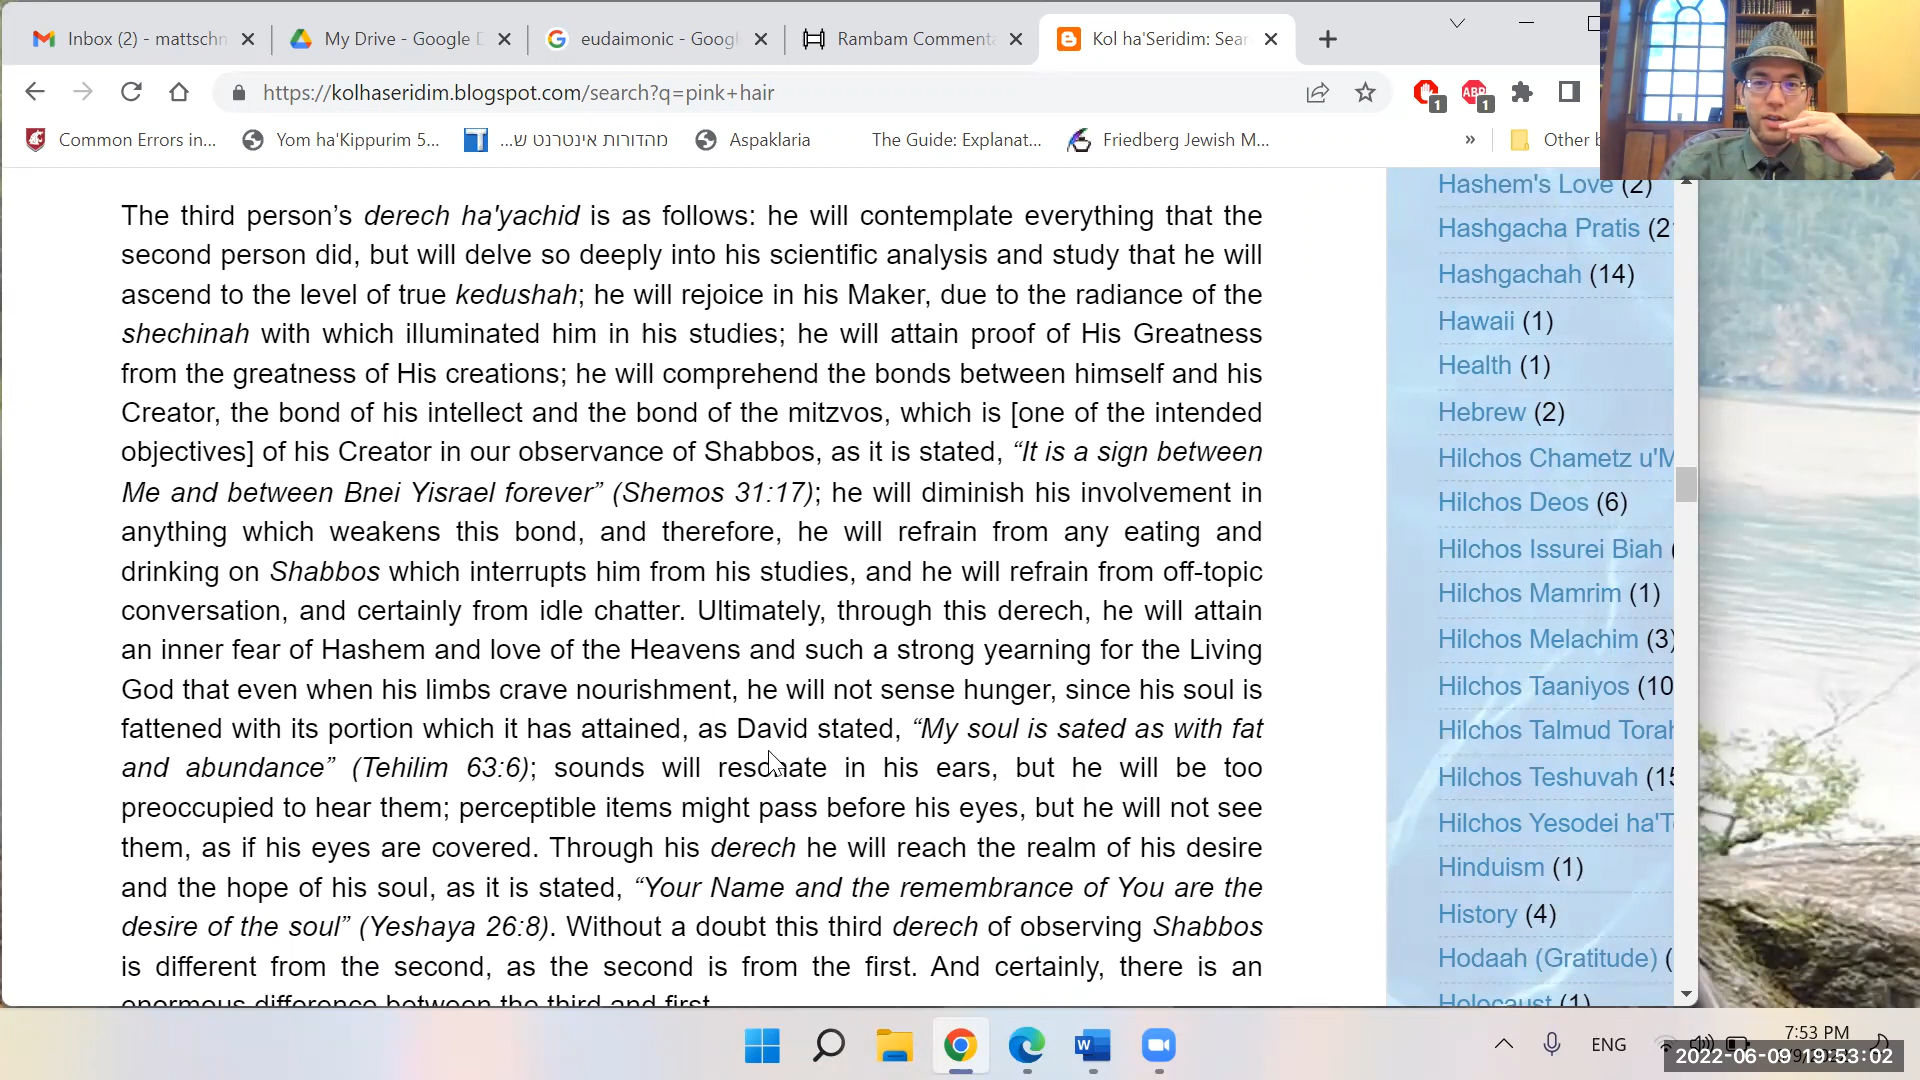 Inbox (2) - mattschn
My Drive - Google D
eudaimonic - Googl
Rambam Commenta
Kol ha'Seridim: Sear
https://kolhaseridim.blogspot.com/search?q=pink+hair
1
ABP
1
Common Errors in...
Yom ha'Kippurim 5...
מהדורות אינטרנט ש...
Aspaklaria
The Guide: Explanat...
Friedberg Jewish M...
»
Other b
The third person’s derech ha'yachid is as follows: he will contemplate everything that the
second person did, but will delve so deeply into his scientific analysis and study that he will
ascend to the level of true kedushah; he will rejoice in his Maker, due to the radiance of the
shechinah with which illuminated him in his studies; he will attain proof of His Greatness
from the greatness of His creations; he will comprehend the bonds between himself and his
Creator, the bond of his intellect and the bond of the mitzvos, which is [one of the intended
objectives] of his Creator in our observance of Shabbos, as it is stated, “It is a sign between
Me and between Bnei Yisrael forever” (Shemos 31:17); he will diminish his involvement in
anything which weakens this bond, and therefore, he will refrain from any eating and
drinking on Shabbos which interrupts him from his studies, and he will refrain from off-topic
conversation, and certainly from idle chatter. Ultimately, through this derech, he will attain
an inner fear of Hashem and love of the Heavens and such a strong yearning for the Living
God that even when his limbs crave nourishment, he will not sense hunger, since his soul is
fattened with its portion which it has attained, as David stated, “My soul is sated as with fat
and abundance” (Tehilim 63:6); sounds will resonate in his ears, but he will be too
preoccupied to hear them; perceptible items might pass before his eyes, but he will not see
them, as if his eyes are covered. Through his derech he will reach the realm of his desire
and the hope of his soul, as it is stated, “Your Name and the remembrance of You are the
desire of the soul” (Yeshaya 26:8). Without a doubt this third derech of observing Shabbos
is different from the second, as the second is from the first. And certainly, there is an
enormous difference between the third and first.
Hashem's Love (2)
Hashgacha Pratis (2
Hashgachah (14)
Hawaii (1)
Health (1)
Hebrew (2)
Hilchos Chametz u'M
Hilchos Deos (6)
Hilchos Issurei Biah (
Hilchos Mamrim (1)
Hilchos Melachim (3)
Hilchos Taaniyos (10
Hilchos Talmud Torah
Hilchos Teshuvah (15
Hilchos Yesodei ha'T
Hinduism (1)
History (4)
Hodaah (Gratitude) (
Holocaust (1)
W
ENG
7:53 PM
2022-06-09 19:53:02